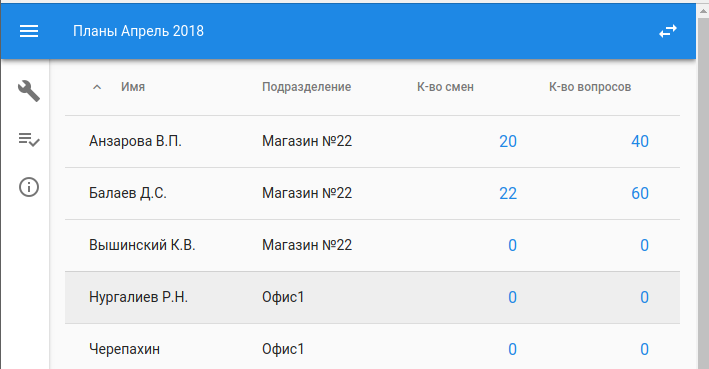 Планы Апрель 2018
Имя Подразделение К-во смен К-во вопросов
Анзарова В.П. Магазин №22 20 40
Балаев Д.С. Магазин №22 22 60
Вышинский К.В. Магазин №22 0 0
Нургалиев Р.Н. Офис1 0 0
Черепахин Офис1 0 0